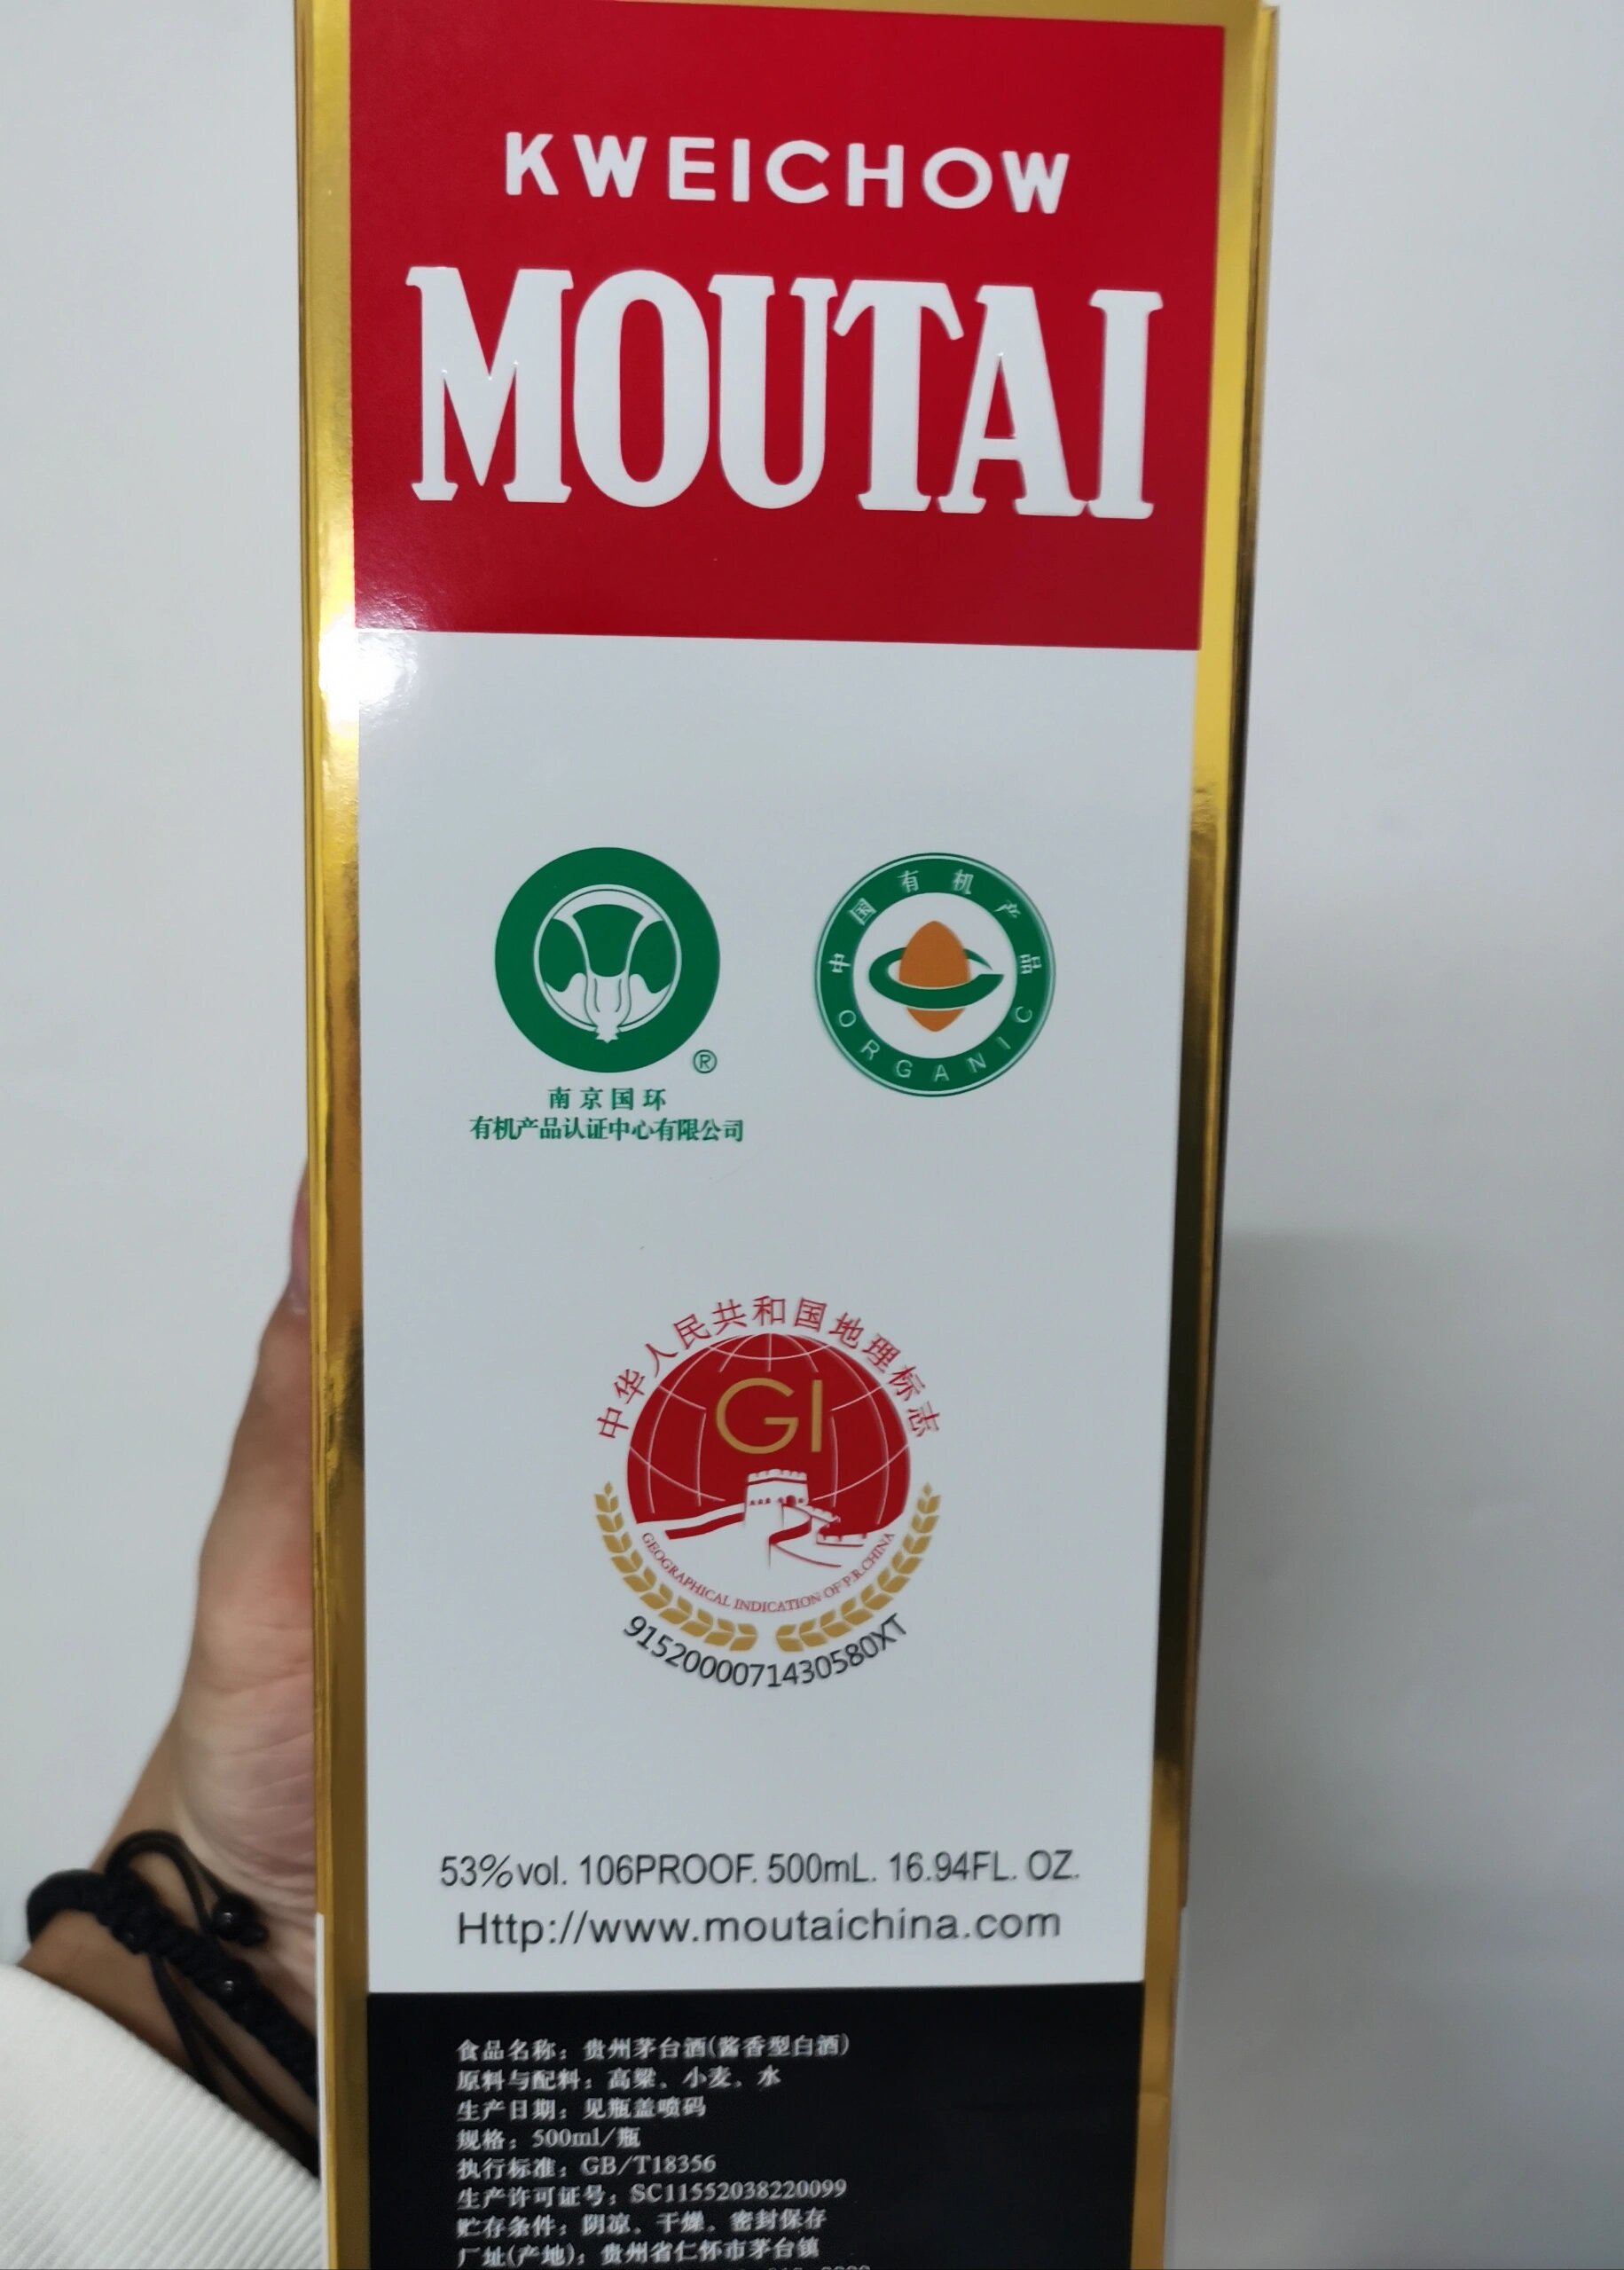 KWEICHOW
MOUTAI
®
南京国环
有机产品认证中心有限公司
中国有机产品
ORGANIC
中华人民共和国地理标志
GI
GEOGRAPHICAL INDICATION OF P.R.CHINA
9152000071430580XT
53%vol. 106PROOF. 500mL. 16.94FL. OZ.
Http://www.moutaichina.com
食品名称：贵州茅台酒(酱香型白酒)
原料与配料：高粱、小麦、水
生产日期：见瓶盖喷码
规格：500ml/瓶
执行标准：GB/T18356
生产许可证号：SC11552038220099
贮存条件：阴凉、干燥、密封保存
厂址(产地)：贵州省仁怀市茅台镇